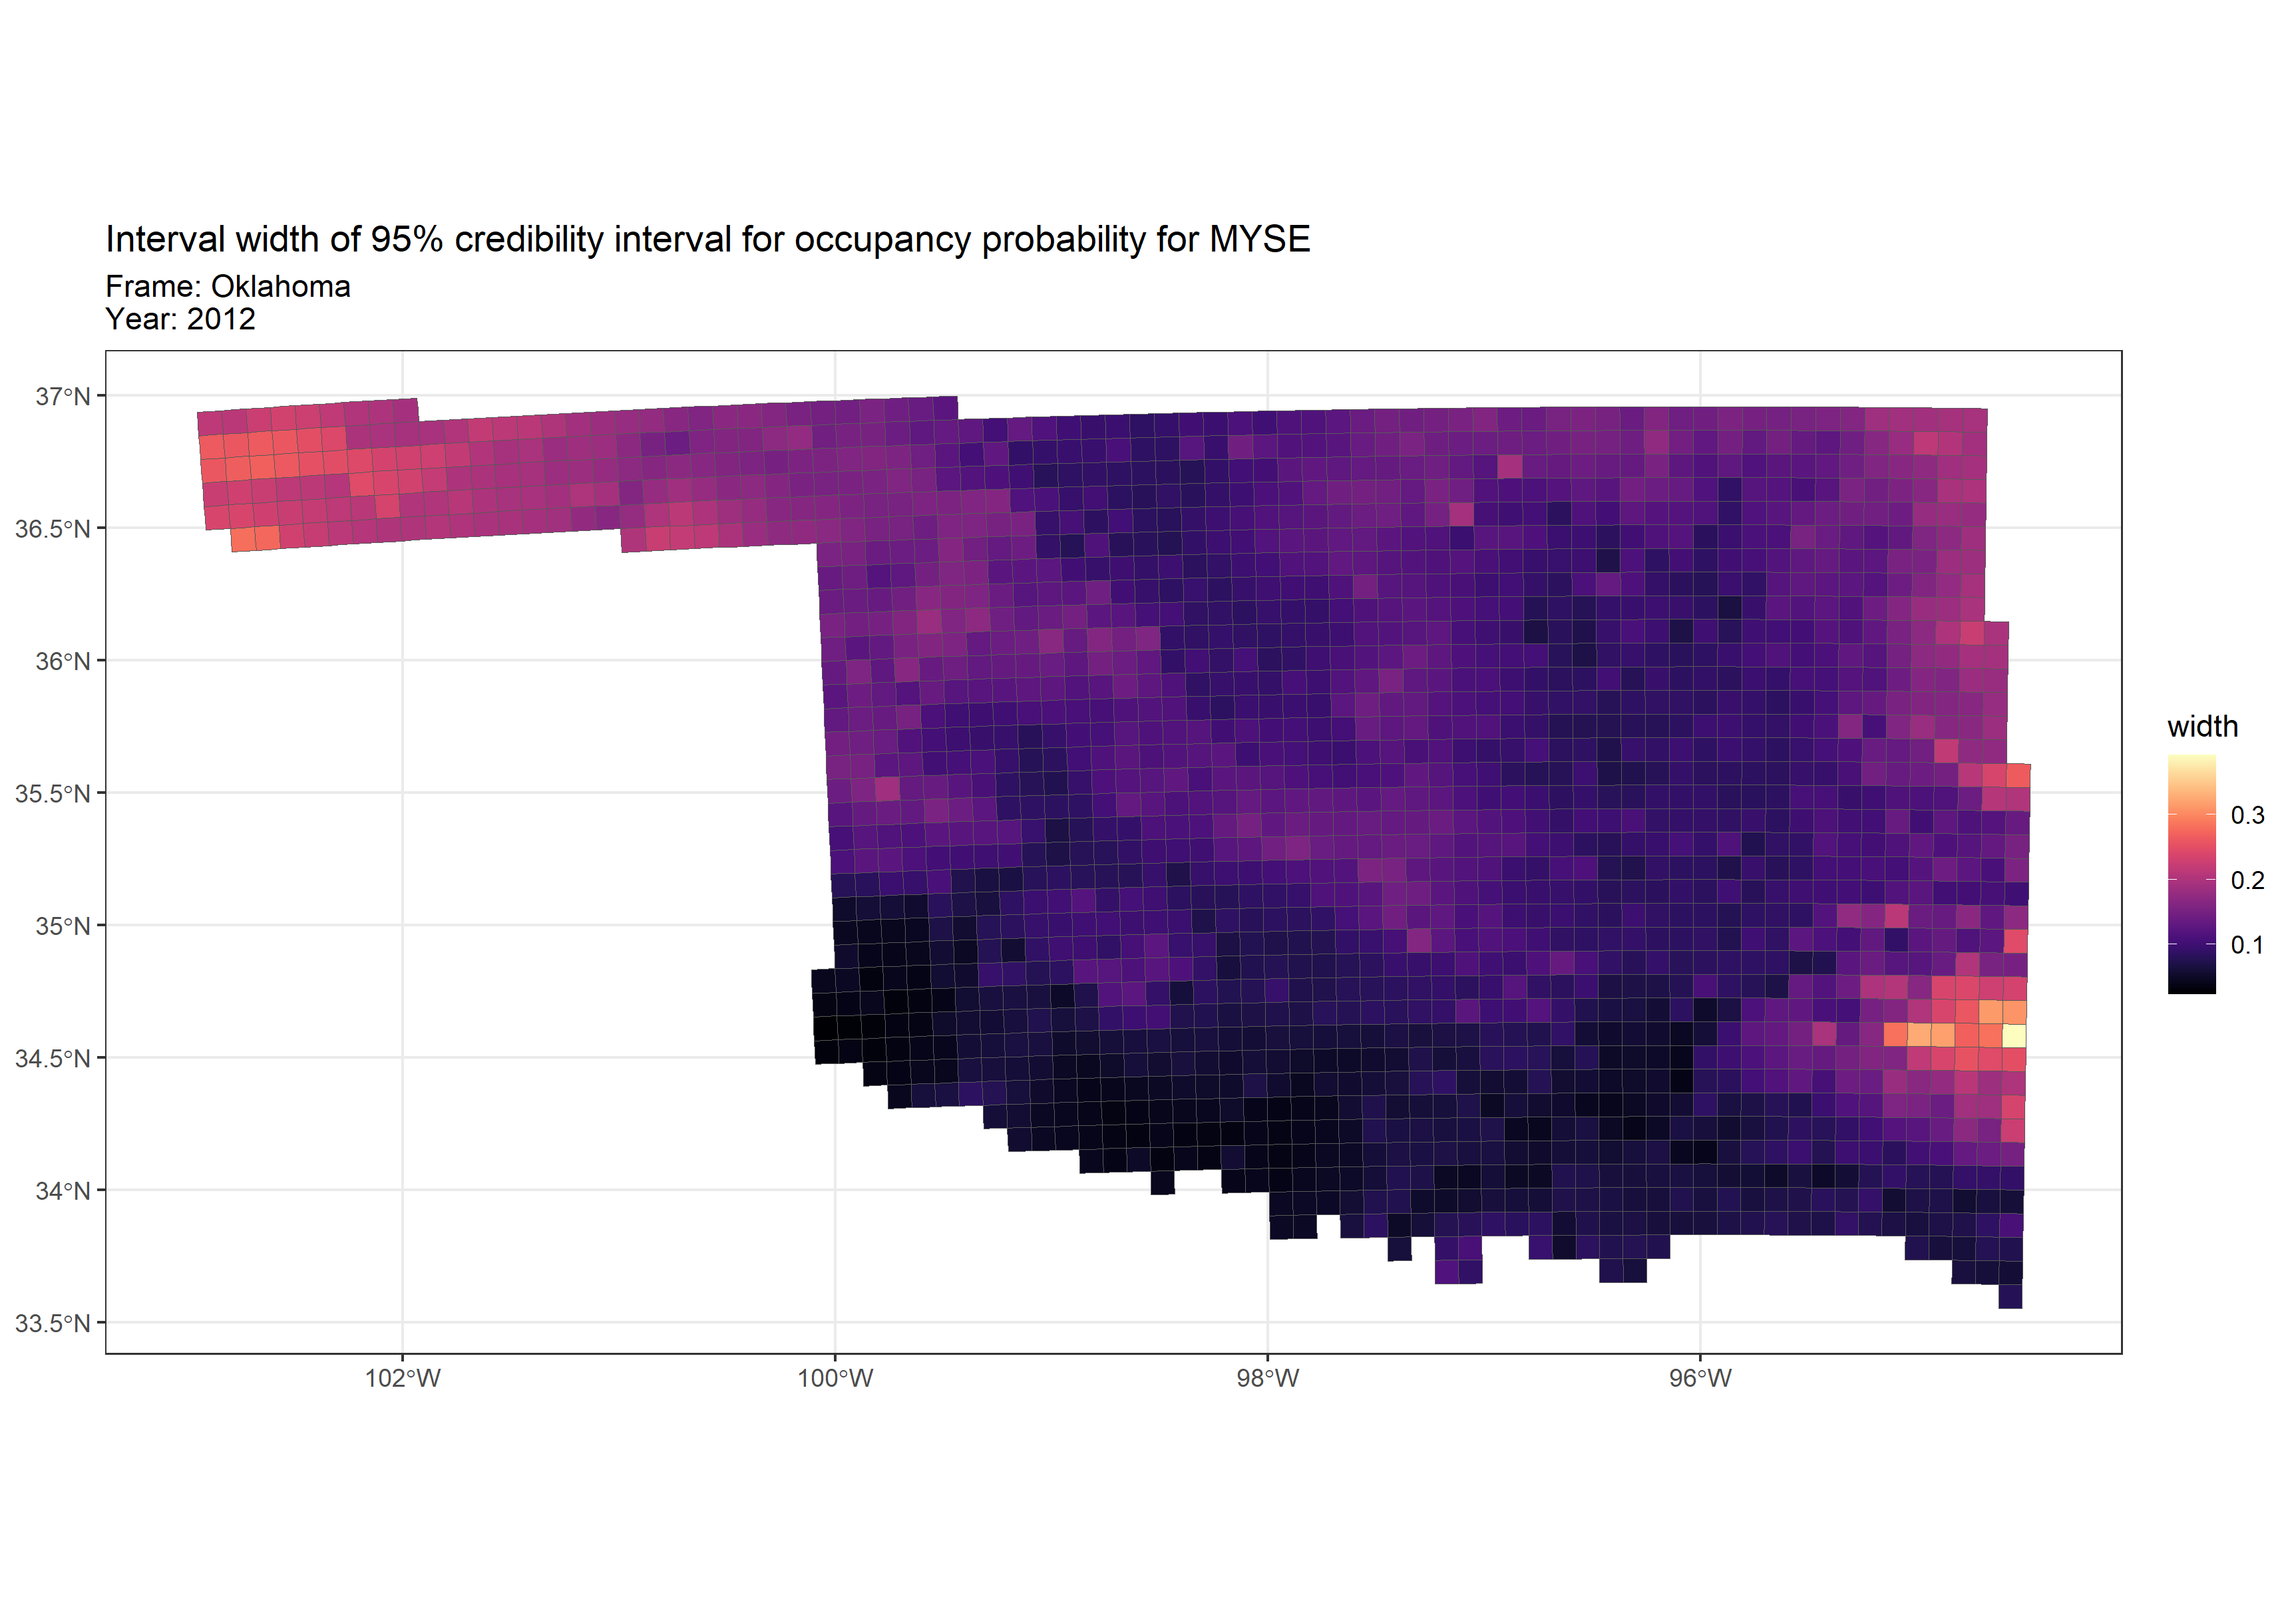 Interval width of 95% credibility interval for occupancy probability for MYSE
Frame: Oklahoma
Year: 2012
37°N
36.5°N
36°N
35.5°N
35°N
34.5°N
34°N
33.5°N
102°W
100°W
98°W
96°W
width
0.3
0.2
0.1